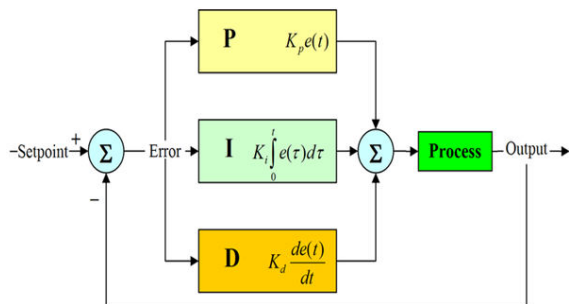 P K_p e(t)
−Setpoint + Σ Error I K_i ∫_0^t e(τ)dτ Σ Process Output
−
D K_d de(t)/dt